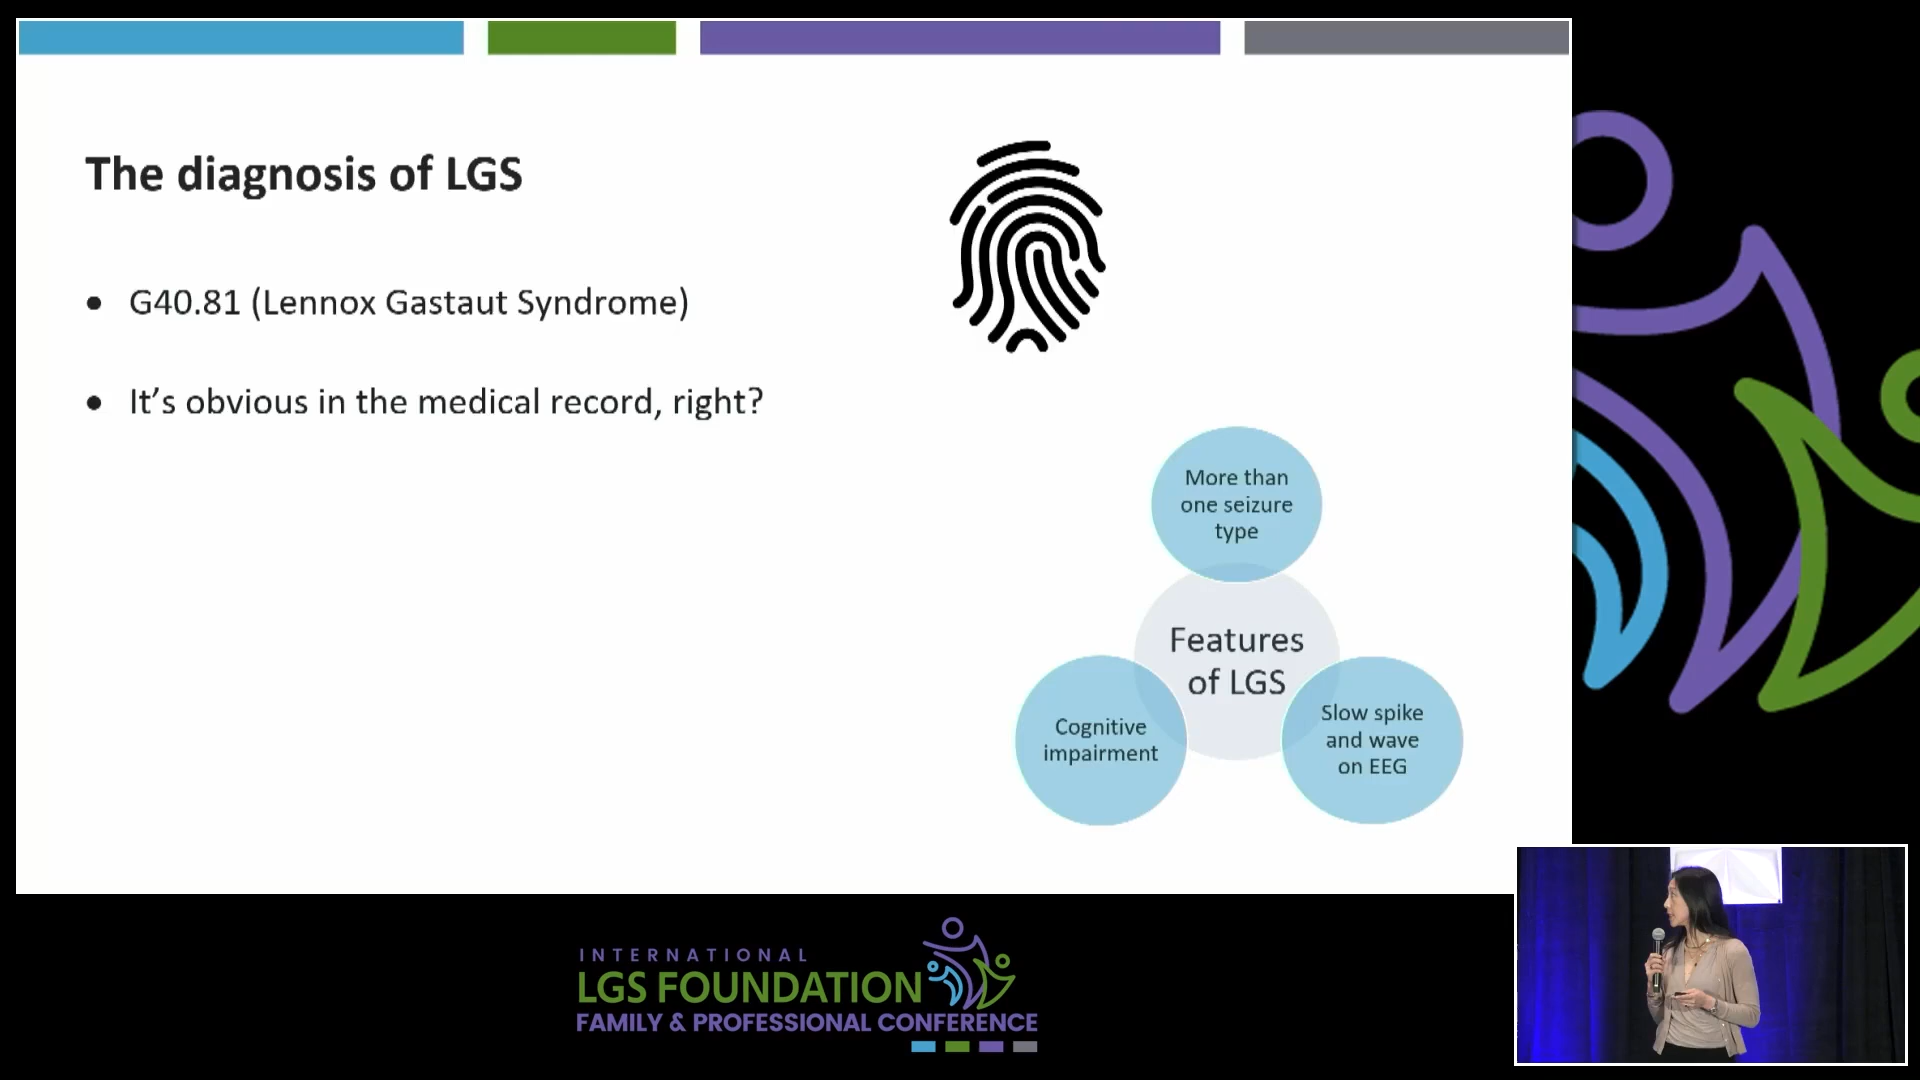 The diagnosis of LGS
• G40.81 (Lennox Gastaut Syndrome)
• It’s obvious in the medical record, right?
More than
one seizure
type
Features
of LGS
Cognitive
impairment
Slow spike
and wave
on EEG
INTERNATIONAL
LGS FOUNDATION
FAMILY & PROFESSIONAL CONFERENCE